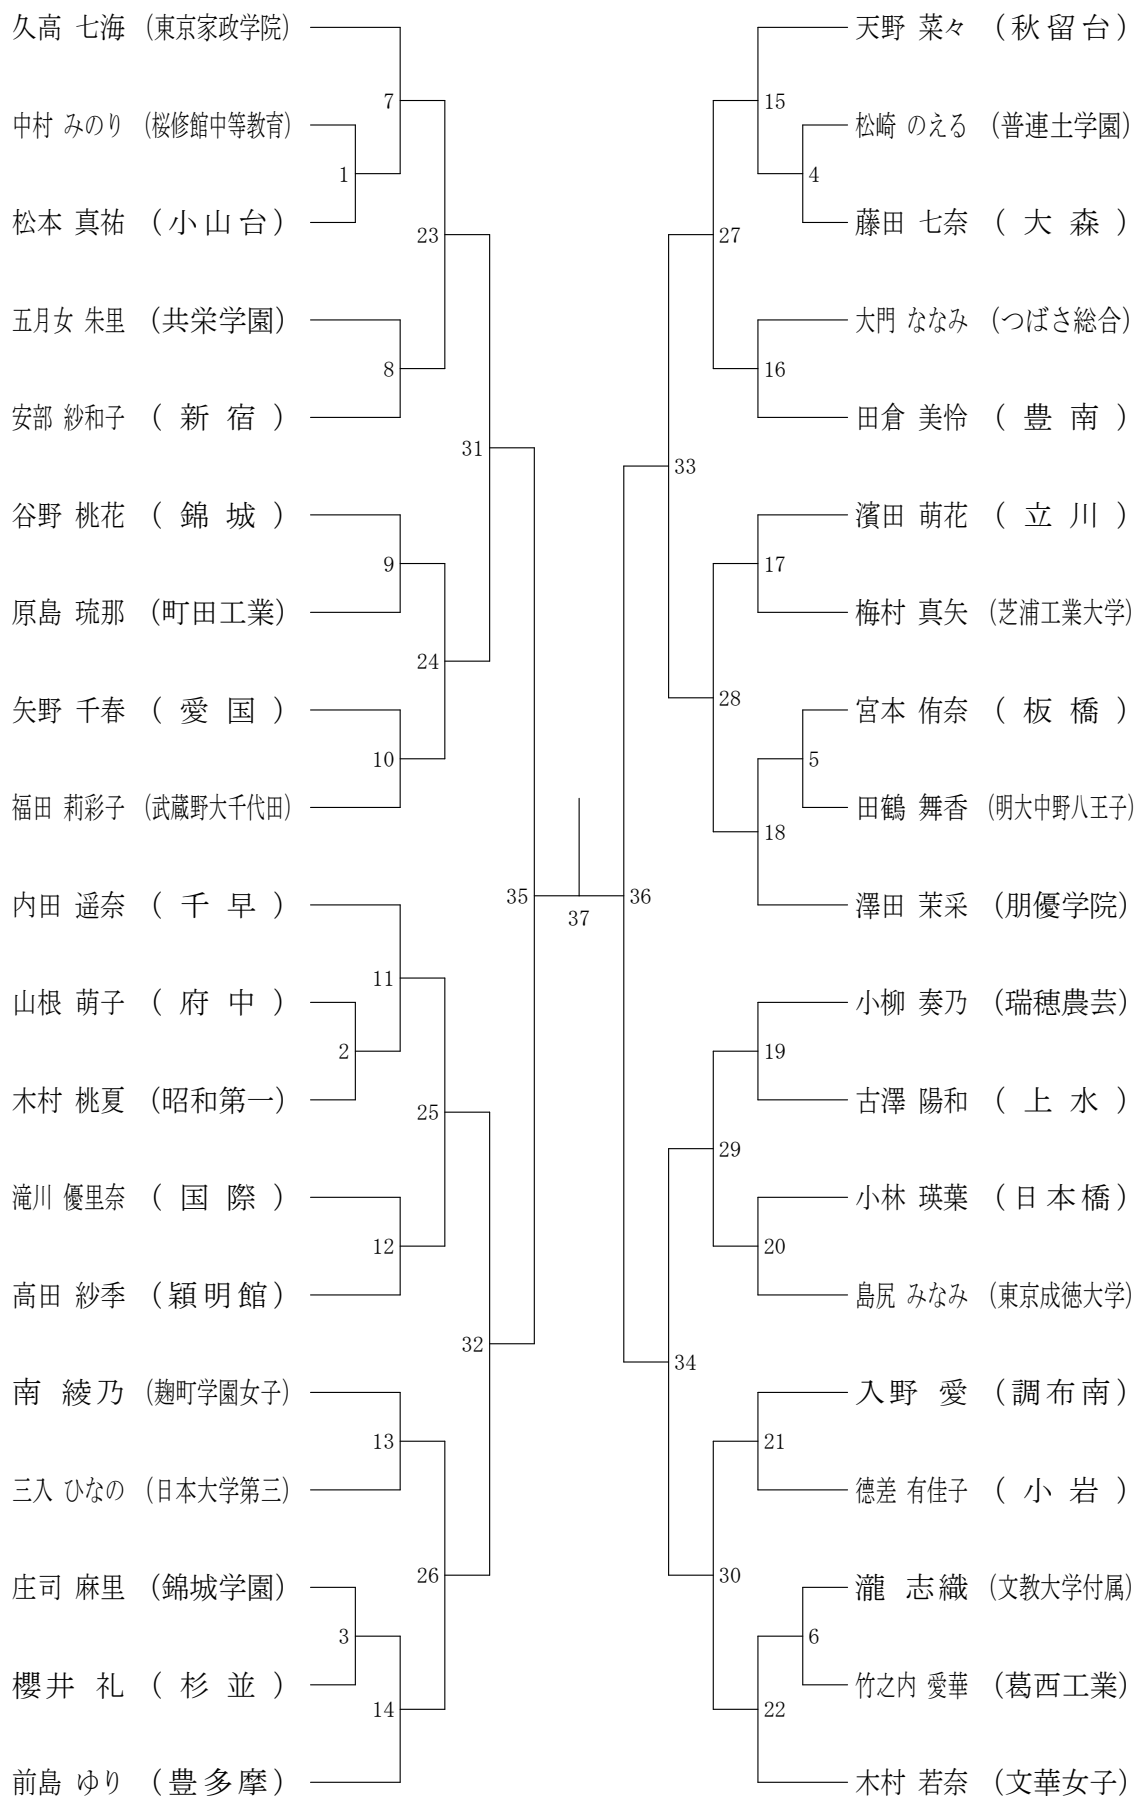 久高 七海 (東京家政学院)
7
中村 みのり (桜修館中等教育)
1
松本 真祐 (小山台)
23
五月女 朱里 (共栄学園)
8
安部 紗和子 (新宿)
31
谷野 桃花 (錦城)
9
原島 琉那 (町田工業)
24
矢野 千春 (愛国)
10
福田 莉彩子 (武蔵野大千代田)
35
内田 遥奈 (千早)
11
山根 萌子 (府中)
2
木村 桃夏 (昭和第一)
25
滝川 優里奈 (国際)
12
高田 紗季 (穎明館)
32
南 綾乃 (麹町学園女子)
13
三入 ひなの (日本大学第三)
庄司 麻里 (錦城学園)
26
3
櫻井 礼 (杉並)
14
前島 ゆり (豊多摩)
37
天野 菜々 (秋留台)
15
松崎 のえる (普連土学園)
4
藤田 七奈 (大森)
27
大門 ななみ (つばさ総合)
16
田倉 美怜 (豊南)
33
濱田 萌花 (立川)
17
梅村 真矢 (芝浦工業大学)
28
宮本 侑奈 (板橋)
5
田鶴 舞香 (明大中野八王子)
18
澤田 茉采 (朋優学院)
36
小柳 奏乃 (瑞穂農芸)
19
古澤 陽和 (上水)
29
小林 瑛葉 (日本橋)
20
島尻 みなみ (東京成徳大学)
34
入野 愛 (調布南)
21
徳差 有佳子 (小岩)
30
瀧 志織 (文教大学付属)
6
竹之内 愛華 (葛西工業)
22
木村 若奈 (文華女子)